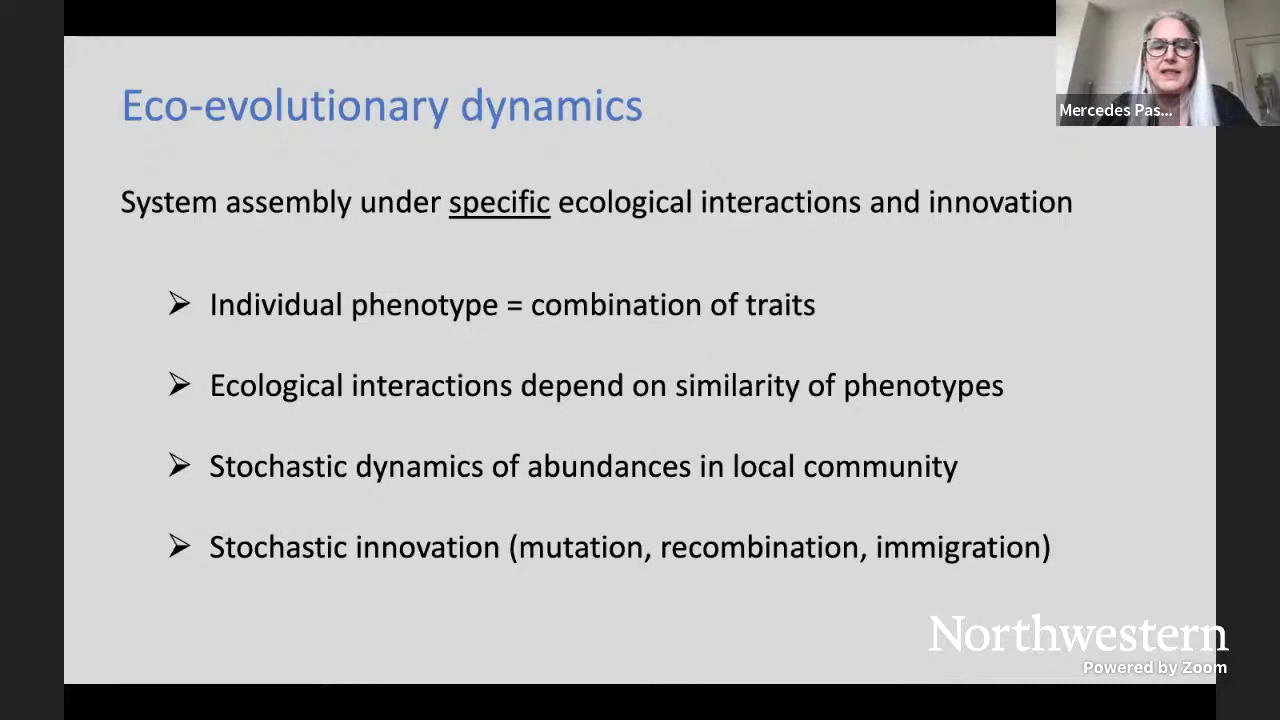 Eco-evolutionary dynamics
Mercedes Pas...
System assembly under specific ecological interactions and innovation
➢ Individual phenotype = combination of traits
➢ Ecological interactions depend on similarity of phenotypes
➢ Stochastic dynamics of abundances in local community
➢ Stochastic innovation (mutation, recombination, immigration)
Northwestern
Powered by Zoom